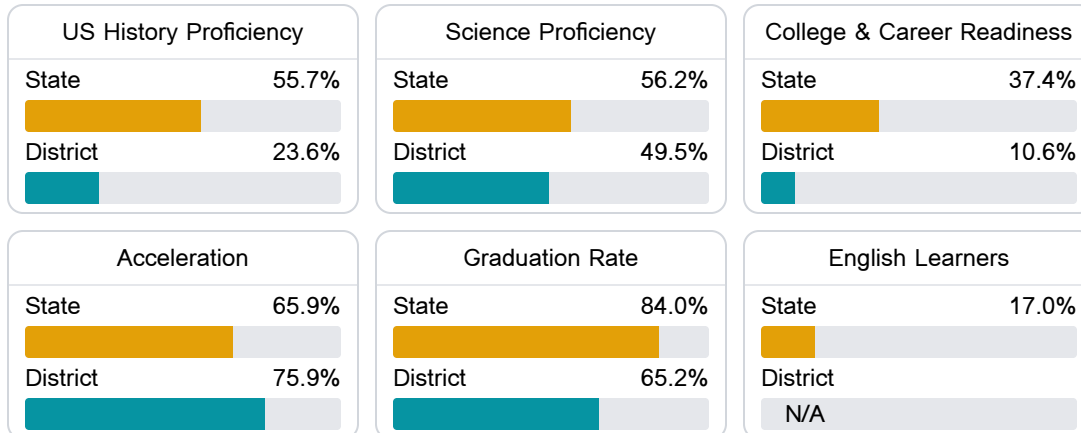 US History Proficiency
State 55.7%
District 23.6%
Science Proficiency
State 56.2%
District 49.5%
College & Career Readiness
State 37.4%
District 10.6%
Acceleration
State 65.9%
District 75.9%
Graduation Rate
State 84.0%
District 65.2%
English Learners
State 17.0%
District
N/A